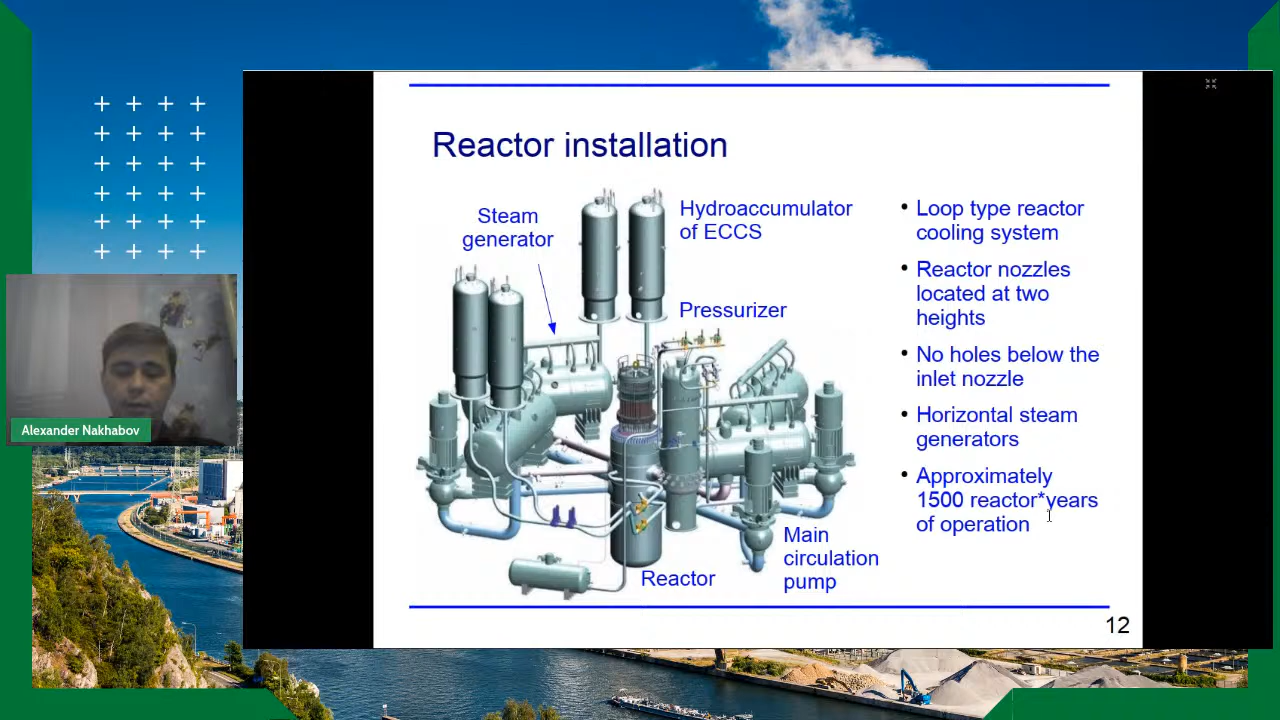 Reactor installation
Steam
generator
Hydroaccumulator
of ECCS
Pressurizer
Reactor
Main
circulation
pump
• Loop type reactor
cooling system
• Reactor nozzles
located at two
heights
• No holes below the
inlet nozzle
• Horizontal steam
generators
• Approximately
1500 reactor*years
of operation
12
Alexander Nakhabov